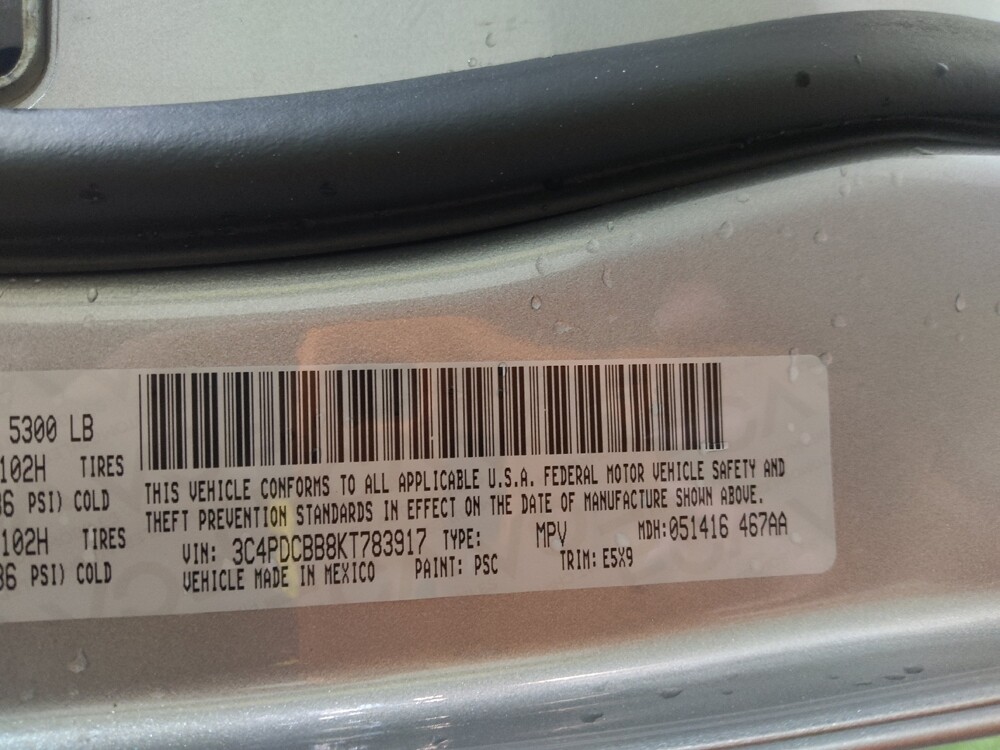 5300 LB
102H TIRES
36 PSI) COLD
102H TIRES
36 PSI) COLD
THIS VEHICLE CONFORMS TO ALL APPLICABLE U.S.A. FEDERAL MOTOR VEHICLE SAFETY AND
THEFT PREVENTION STANDARDS IN EFFECT ON THE DATE OF MANUFACTURE SHOWN ABOVE.
VIN: 3C4PDCBB8KT783917 TYPE: MPV MDH:051416 467AA
VEHICLE MADE IN MEXICO PAINT: PSC TRIM: E5X9